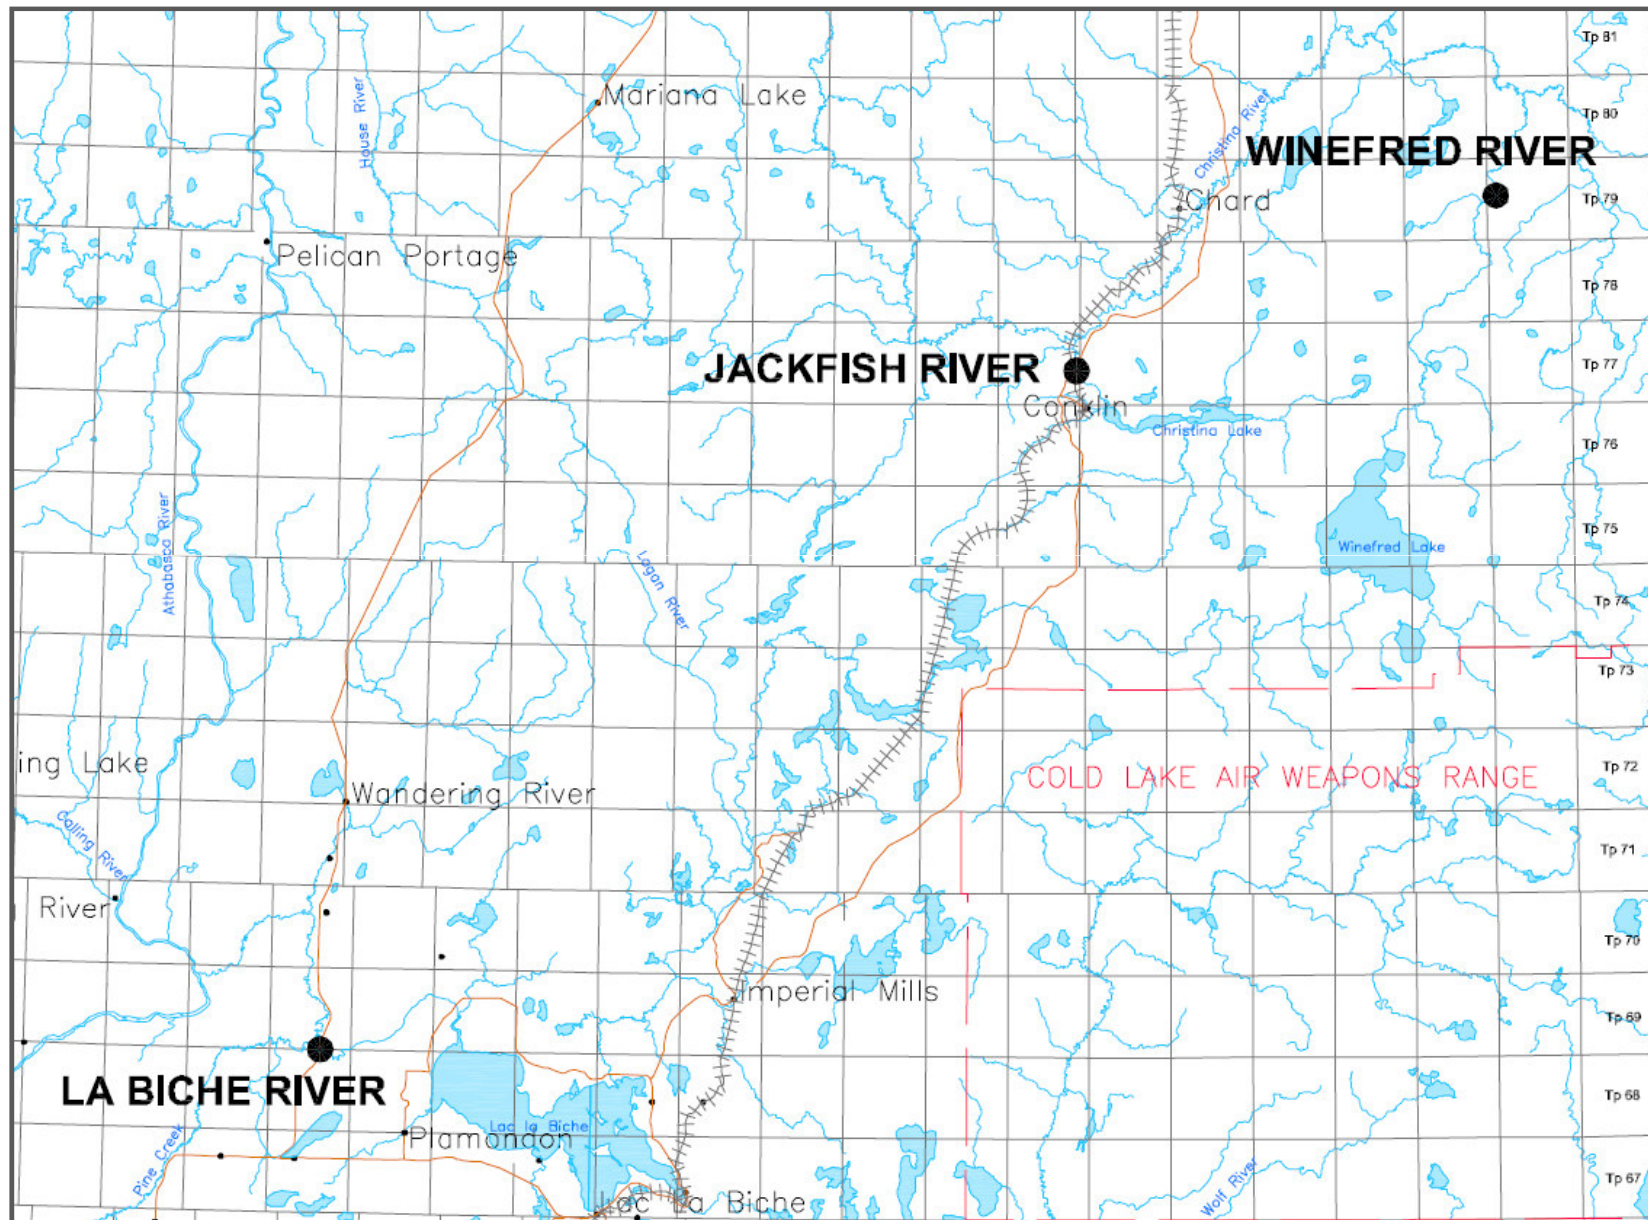 Tp 81
House River
Mariana Lake
Tp 80
Christina River
WINEFRED RIVER
Chard
Tp 79
Pelican Portage
Tp 78
JACKFISH RIVER
Tp 77
Conklin
Christina Lake
Tp 76
Athabasca River
Tp 75
Winefred Lake
Logan River
Tp 74
Tp 73
ing Lake
Tp 72
COLD LAKE AIR WEAPONS RANGE
Wandering River
Calling River
Tp 71
River
Tp 70
Imperial Mills
Tp 69
LA BICHE RIVER
Tp 68
Lac la Biche
Plamondon
Pine Creek
Wolf River
Tp 67
Lac La Biche